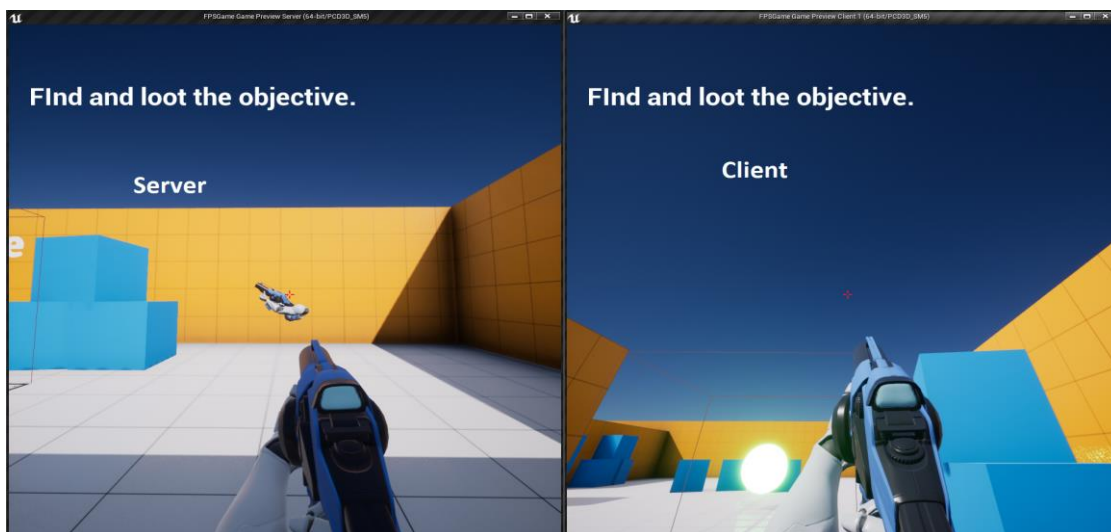 FPSGame Game Preview Server (64-bit/PCD3D_SM5)
FInd and loot the objective.
Server
e
FPSGame Game Preview Client 1 (64-bit/PCD3D_SM5)
FInd and loot the objective.
Client